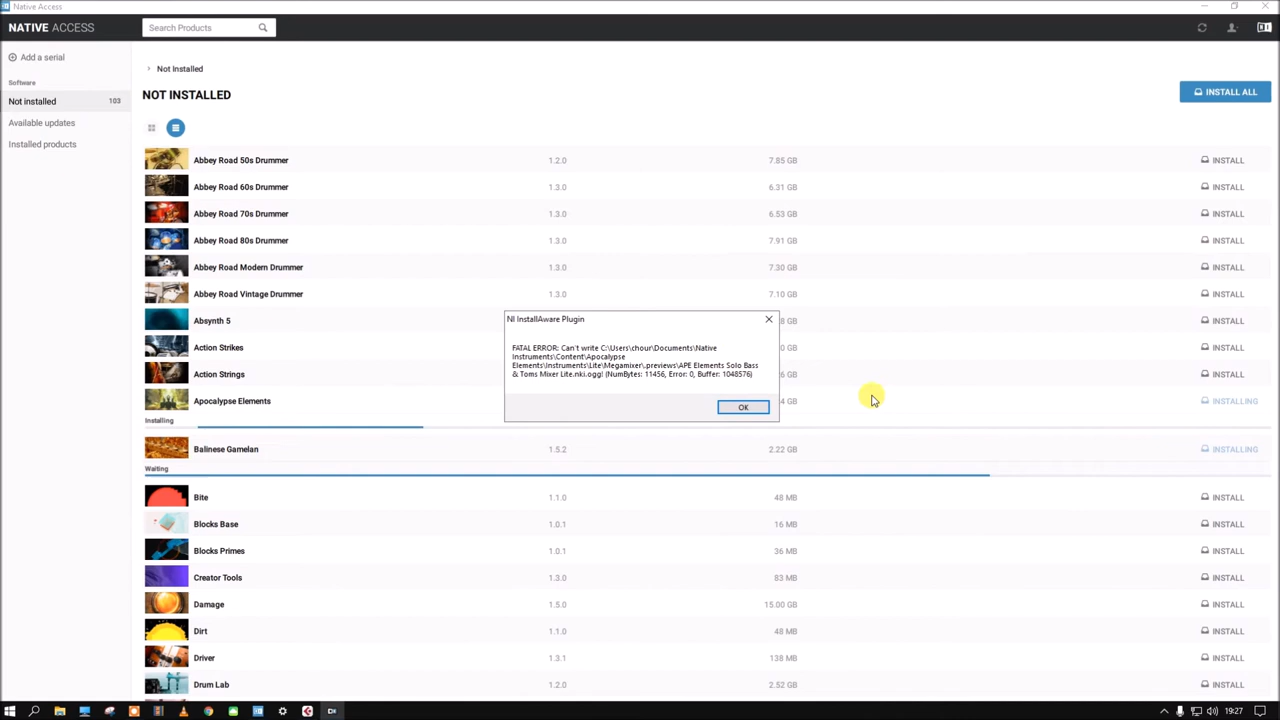 Native Access
NATIVE ACCESS
Search Products
Add a serial
Software
Not installed 103
Available updates
Installed products
Not Installed
NOT INSTALLED
INSTALL ALL
Abbey Road 50s Drummer 1.2.0 7.85 GB INSTALL
Abbey Road 60s Drummer 1.3.0 6.31 GB INSTALL
Abbey Road 70s Drummer 1.3.0 6.53 GB INSTALL
Abbey Road 80s Drummer 1.3.0 7.91 GB INSTALL
Abbey Road Modern Drummer 1.3.0 7.30 GB INSTALL
Abbey Road Vintage Drummer 1.3.0 7.10 GB INSTALL
Absynth 5 8 GB INSTALL
Action Strikes INSTALL
Action Strings 6 GB INSTALL
Apocalypse Elements 4 GB INSTALLING
Installing
NI InstallAware Plugin
FATAL ERROR: Can't write C:\Users\chour\Documents\Native
Instruments\Content\Apocalypse
Elements\Instruments\Lite\Megamixer\.previews\APE Elements Solo Bass
& Toms Mixer Lite.nki.ogg! (NumBytes: 11456, Error: 0, Buffer: 1048576)
OK
Balinese Gamelan 1.5.2 2.22 GB INSTALLING
Waiting
Bite 1.1.0 48 MB INSTALL
Blocks Base 1.0.1 16 MB INSTALL
Blocks Primes 1.0.1 36 MB INSTALL
Creator Tools 1.3.0 83 MB INSTALL
Damage 1.5.0 15.00 GB INSTALL
Dirt 1.1.0 48 MB INSTALL
Driver 1.3.1 138 MB INSTALL
Drum Lab 1.2.0 2.52 GB INSTALL
19:27